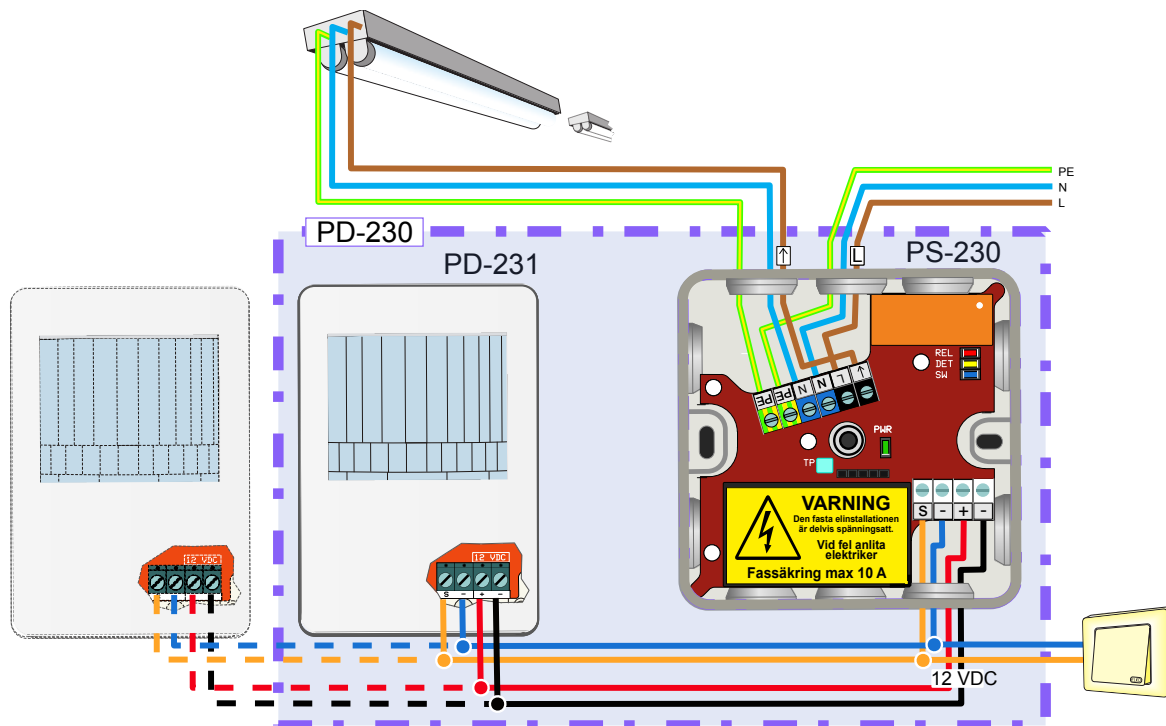 PE
N
L
PD-230
PD-231
PS-230
↑
L
REL
DET
SW
PE
PE
N
N
L
↑
PWR
TP
VARNING
Den fasta elinstallationen
är delvis spänningsatt.
Vid fel anlita
elektriker
Fassäkring max 10 A
S - + -
12 VDC
12 VDC
S - + -
12 VDC